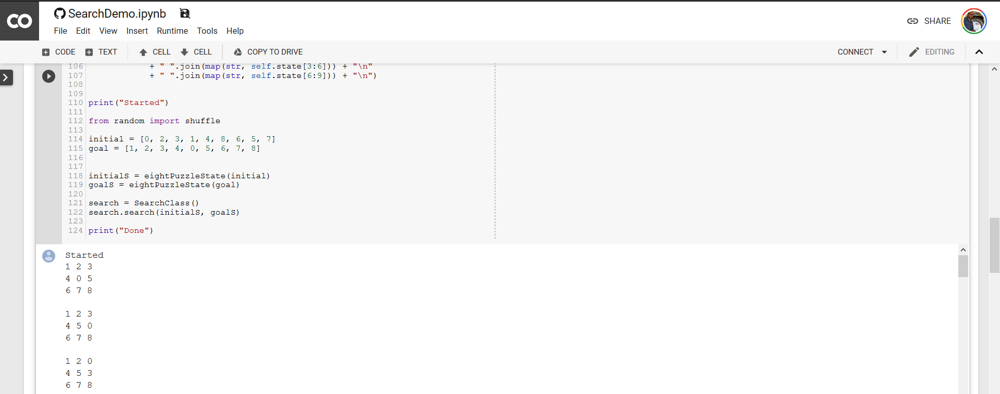 CO
SearchDemo.ipynb
File Edit View Insert Runtime Tools Help
SHARE
CODE TEXT CELL CELL COPY TO DRIVE CONNECT EDITING
106 + " ".join(map(str, self.state[3:6])) + "\n"
107 + " ".join(map(str, self.state[6:9])) + "\n")
108
109
110 print("Started")
111
112 from random import shuffle
113
114 initial = [0, 2, 3, 1, 4, 8, 6, 5, 7]
115 goal = [1, 2, 3, 4, 0, 5, 6, 7, 8]
116
117
118 initialS = eightPuzzleState(initial)
119 goalS = eightPuzzleState(goal)
120
121 search = SearchClass()
122 search.search(initialS, goalS)
123
124 print("Done")
Started
1 2 3
4 0 5
6 7 8
1 2 3
4 5 0
6 7 8
1 2 0
4 5 3
6 7 8